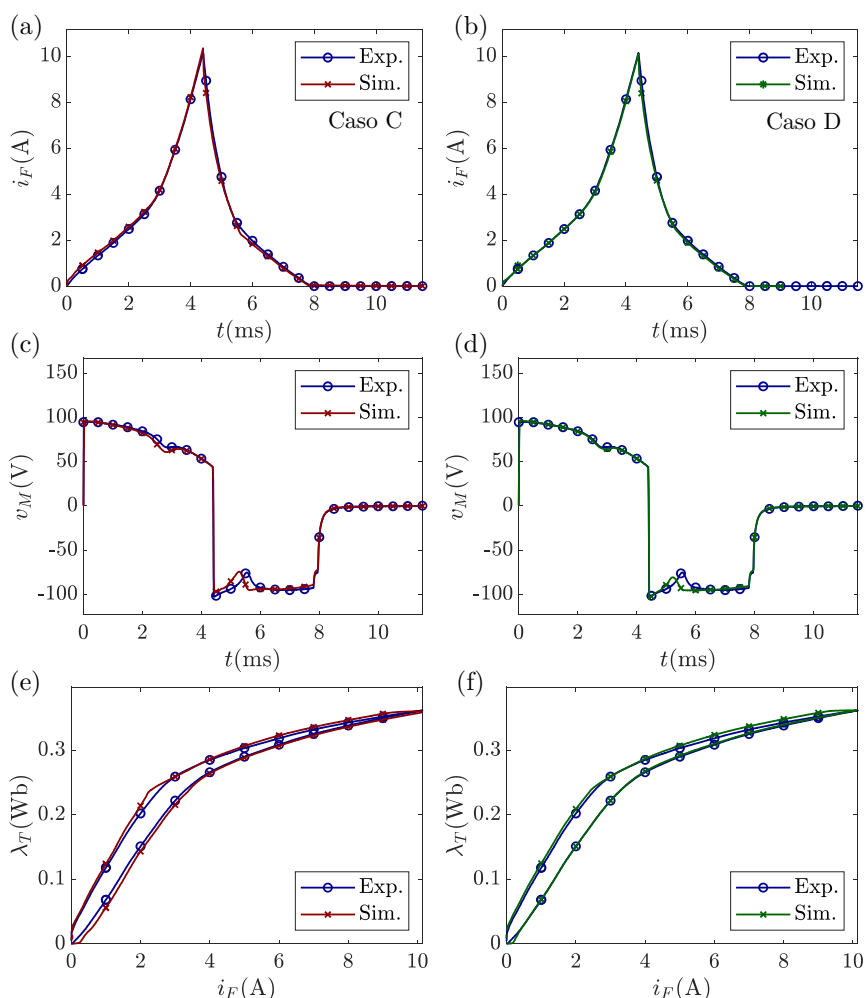 (a)
10
8
6
4
2
0
i_F(A)
Exp.
Sim.
Caso C
0 2 4 6 8 10
t(ms)
(b)
10
8
6
4
2
0
i_F(A)
Exp.
Sim.
Caso D
0 2 4 6 8 10
t(ms)
(c)
150
100
50
0
-50
-100
v_M(V)
Exp.
Sim.
0 2 4 6 8 10
t(ms)
(d)
150
100
50
0
-50
-100
v_M(V)
Exp.
Sim.
0 2 4 6 8 10
t(ms)
(e)
0.3
0.2
0.1
0
λ_T(Wb)
Exp.
Sim.
0 2 4 6 8 10
i_F(A)
(f)
0.3
0.2
0.1
0
λ_T(Wb)
Exp.
Sim.
0 2 4 6 8 10
i_F(A)